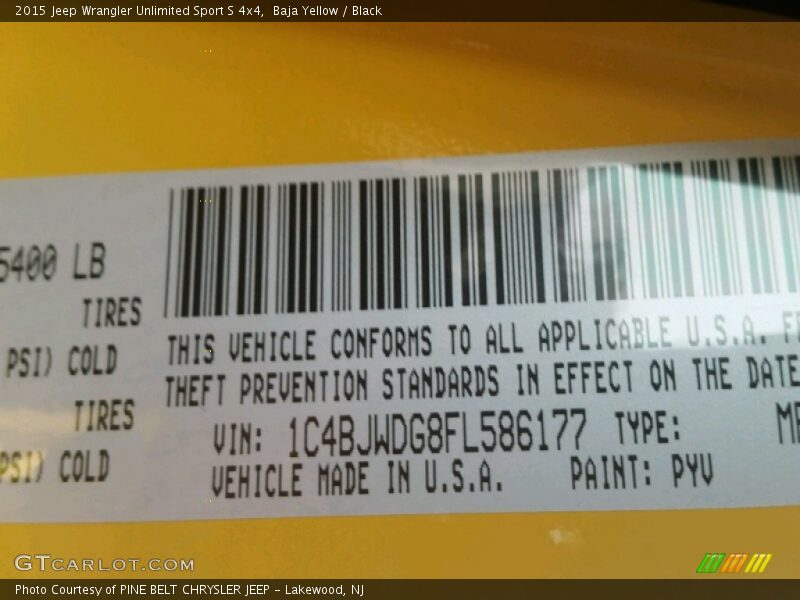 2015 Jeep Wrangler Unlimited Sport S 4x4, Baja Yellow / Black
5400 LB
TIRES
PSI) COLD
TIRES
PSI) COLD
THIS VEHICLE CONFORMS TO ALL APPLICABLE U.S.A.
THEFT PREVENTION STANDARDS IN EFFECT ON THE DATE
VIN: 1C4BJWDG8FL586177 TYPE:
VEHICLE MADE IN U.S.A. PAINT: PYV
GTCARLOT.COM
Photo Courtesy of PINE BELT CHRYSLER JEEP - Lakewood, NJ